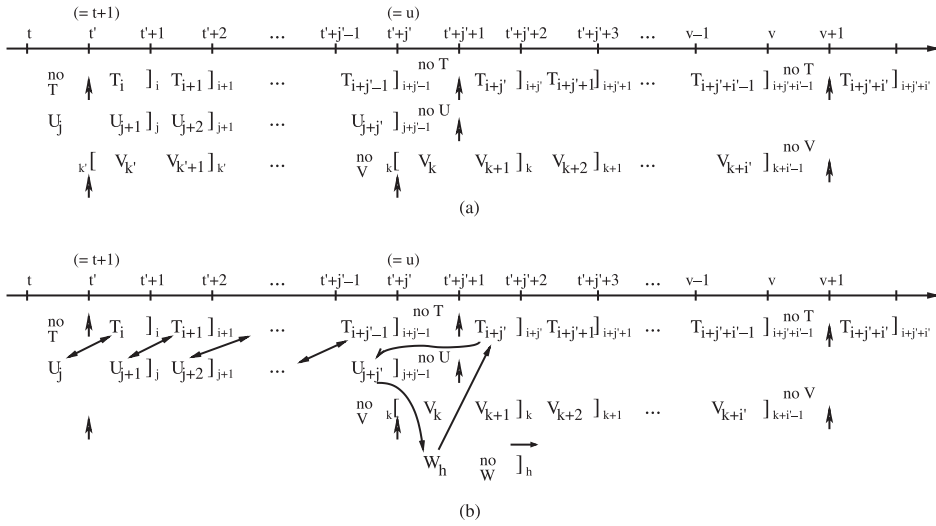 (= t+1) (= u)
t t' t'+1 t'+2 ... t'+j'−1 t'+j' t'+j'+1 t'+j'+2 t'+j'+3 ... v−1 v v+1
no T T_i ]_i T_{i+1} ]_{i+1} ... T_{i+j'−1} ]_{i+j'−1} no T T_{i+j'} ]_{i+j'} T_{i+j'+1} ]_{i+j'+1} ... T_{i+j'+i'−1} ]_{i+j'+i'−1} no T T_{i+j'+i'} ]_{i+j'+i'}
U_j U_{j+1} ]_j U_{j+2} ]_{j+1} ... U_{j+j'} ]_{j+j'−1} no U
_{k'}[ V_{k'} V_{k'+1} ]_{k'} ... no V _k[ V_k V_{k+1} ]_k V_{k+2} ]_{k+1} ... V_{k+i'} ]_{k+i'−1} no V
(a)
(= t+1) (= u)
t t' t'+1 t'+2 ... t'+j'−1 t'+j' t'+j'+1 t'+j'+2 t'+j'+3 ... v−1 v v+1
no T T_i ]_i T_{i+1} ]_{i+1} ... T_{i+j'−1} ]_{i+j'−1} no T T_{i+j'} ]_{i+j'} T_{i+j'+1} ]_{i+j'+1} ... T_{i+j'+i'−1} ]_{i+j'+i'−1} no T T_{i+j'+i'} ]_{i+j'+i'}
U_j U_{j+1} ]_j U_{j+2} ]_{j+1} ... U_{j+j'} ]_{j+j'−1} no U
no V _k[ V_k V_{k+1} ]_k V_{k+2} ]_{k+1} ... V_{k+i'} ]_{k+i'−1} no V
W_h no W ]_h
(b)